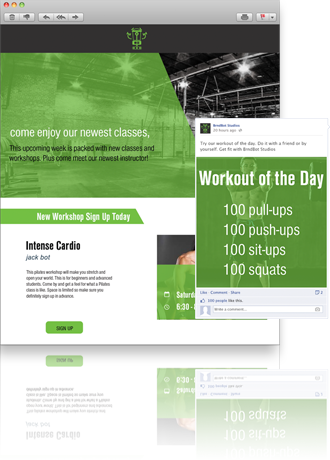 come enjoy our newest classes,
This upcoming week is packed with new classes and
workshops. Plus come meet our newest instructor!
New Workshop Sign Up Today
Intense Cardio
jack bot
This pilates workshop will make you stretch and
open your world. This is for beginners and advanced
students. Come by and get a feel for what a Pilates
class is like. Space is limited so make sure you
definitely sign up in advance.
SIGN UP
Saturda
6:30 - 8
BrindBot Studios
20 hours ago
Try our workout of the day. Do it with a friend or by
yourself. Get fit with BrindBot Studios
Workout of the Day
100 pull-ups
100 push-ups
100 sit-ups
100 squats
Like · Comment · Share
100 people like this.
Write a comment...